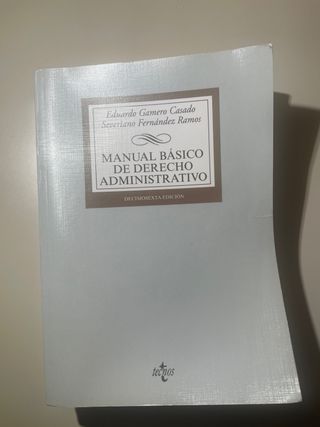 Eduardo Gamero Casado
Severiano Fernández Ramos
MANUAL BÁSICO
DE DERECHO
ADMINISTRATIVO
DECIMOSEXTA EDICIÓN
tecnos